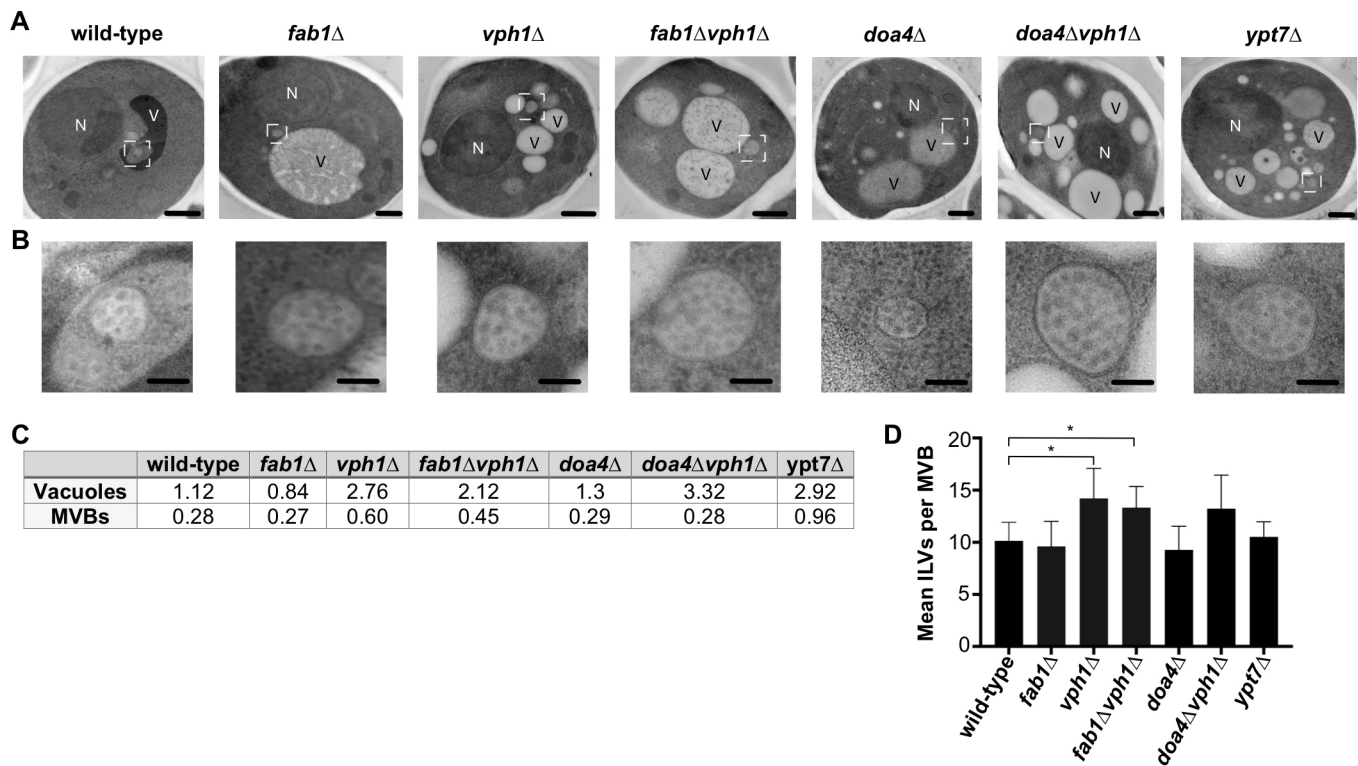 A
wild-type fab1Δ vph1Δ fab1Δvph1Δ doa4Δ doa4Δvph1Δ ypt7Δ
N V N V N V V V N V V N V V N V V
B
C
wild-type fab1Δ vph1Δ fab1Δvph1Δ doa4Δ doa4Δvph1Δ ypt7Δ
Vacuoles 1.12 0.84 2.76 2.12 1.3 3.32 2.92
MVBs 0.28 0.27 0.60 0.45 0.29 0.28 0.96
D
Mean ILVs per MVB
20
15
10
5
0
*
*
wild-type
fab1Δ
vph1Δ
fab1Δvph1Δ
doa4Δ
doa4Δvph1Δ
ypt7Δ